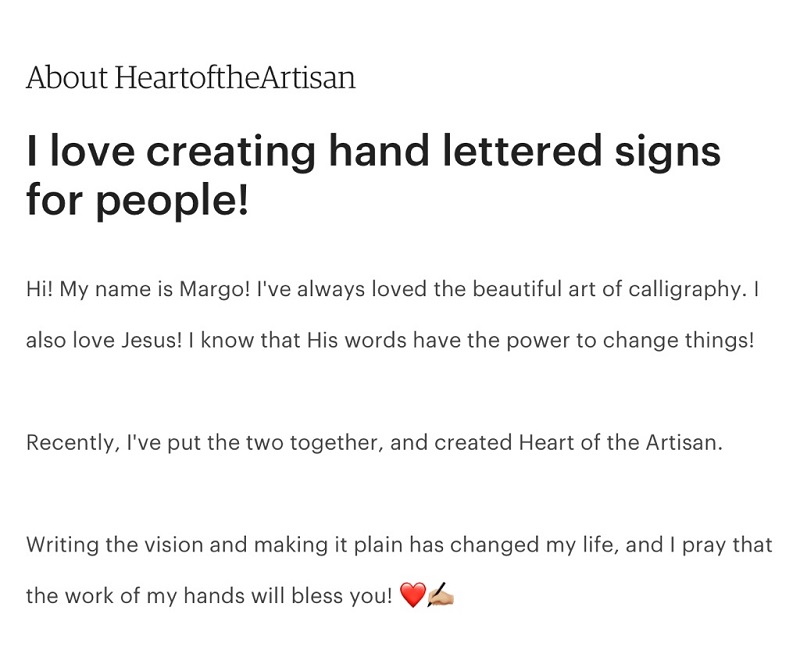 About HeartoftheArtisan
I love creating hand lettered signs
for people!
Hi! My name is Margo! I've always loved the beautiful art of calligraphy. I
also love Jesus! I know that His words have the power to change things!
Recently, I've put the two together, and created Heart of the Artisan.
Writing the vision and making it plain has changed my life, and I pray that
the work of my hands will bless you! ❤️✍🏼